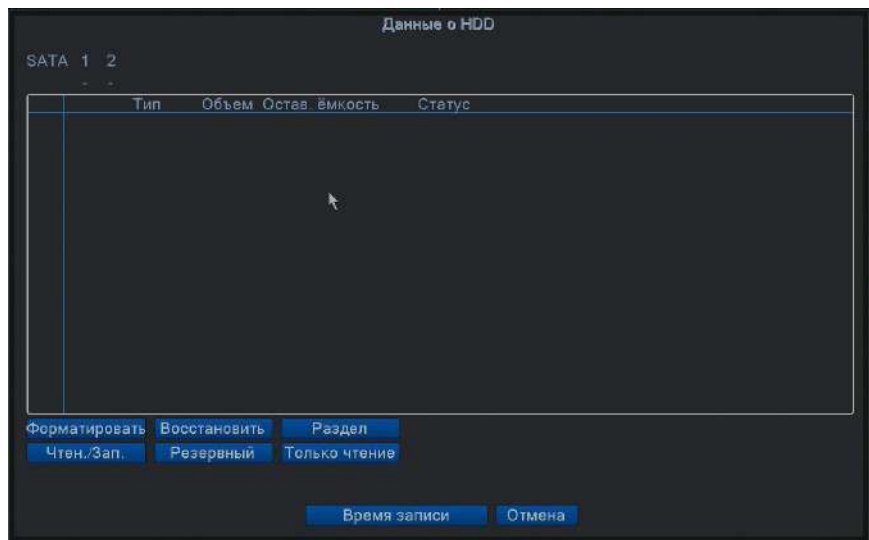 Данные о HDD
SATA 1 2
- -
Тип Объем Остав. ёмкость Статус
Форматировать Восстановить Раздел
Чтен./Зап. Резервный Только чтение
Время записи Отмена